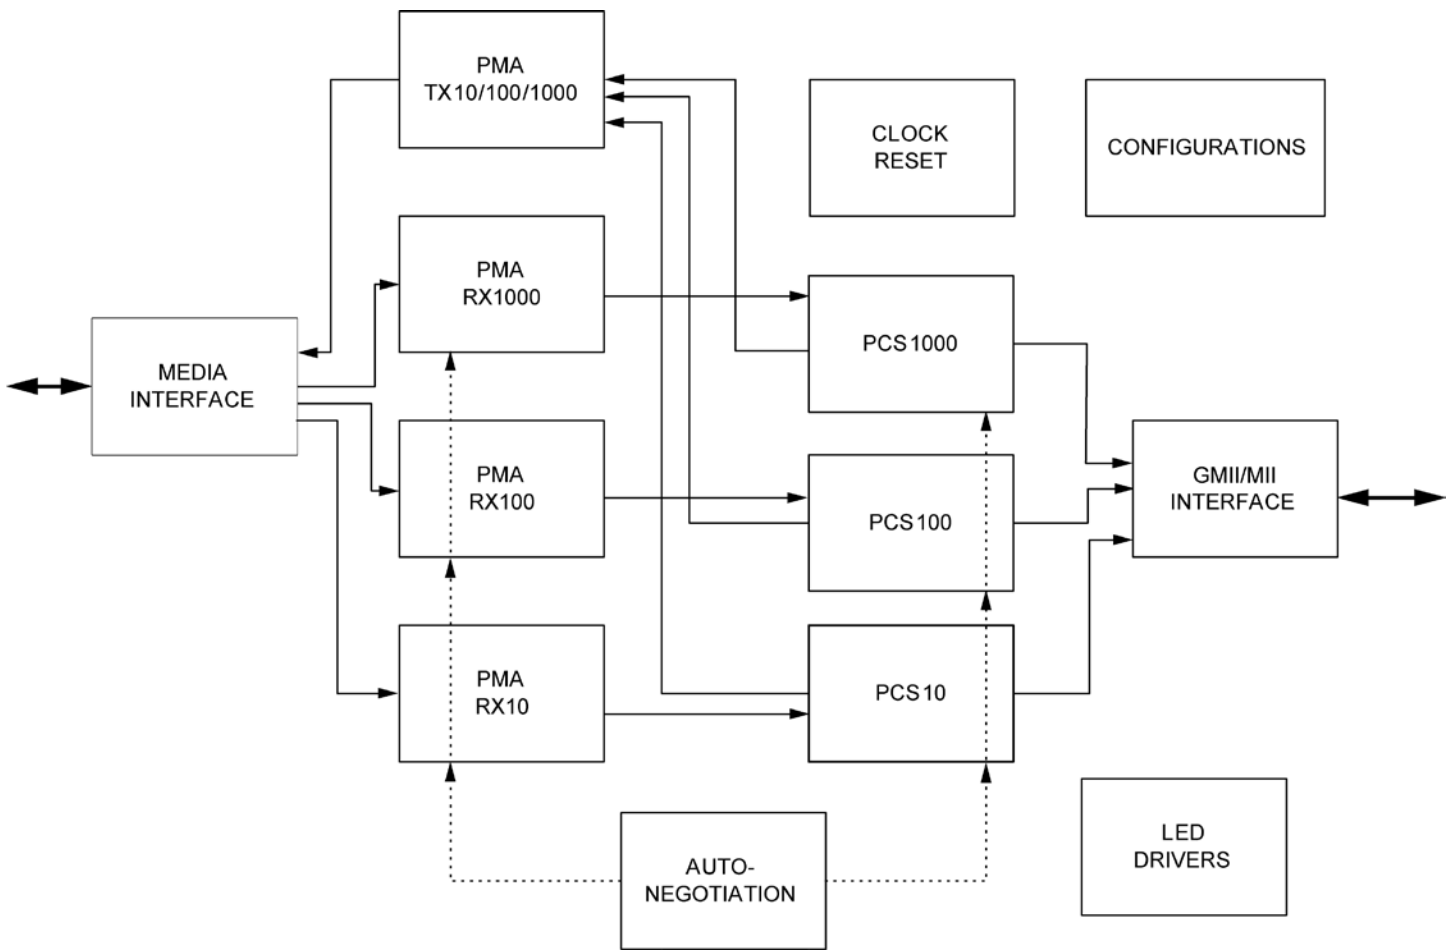 PMA
TX10/100/1000
CLOCK
RESET
CONFIGURATIONS
PMA
RX1000
PCS1000
MEDIA
INTERFACE
PMA
RX100
PCS100
GMII/MII
INTERFACE
PMA
RX10
PCS10
AUTO-
NEGOTIATION
LED
DRIVERS